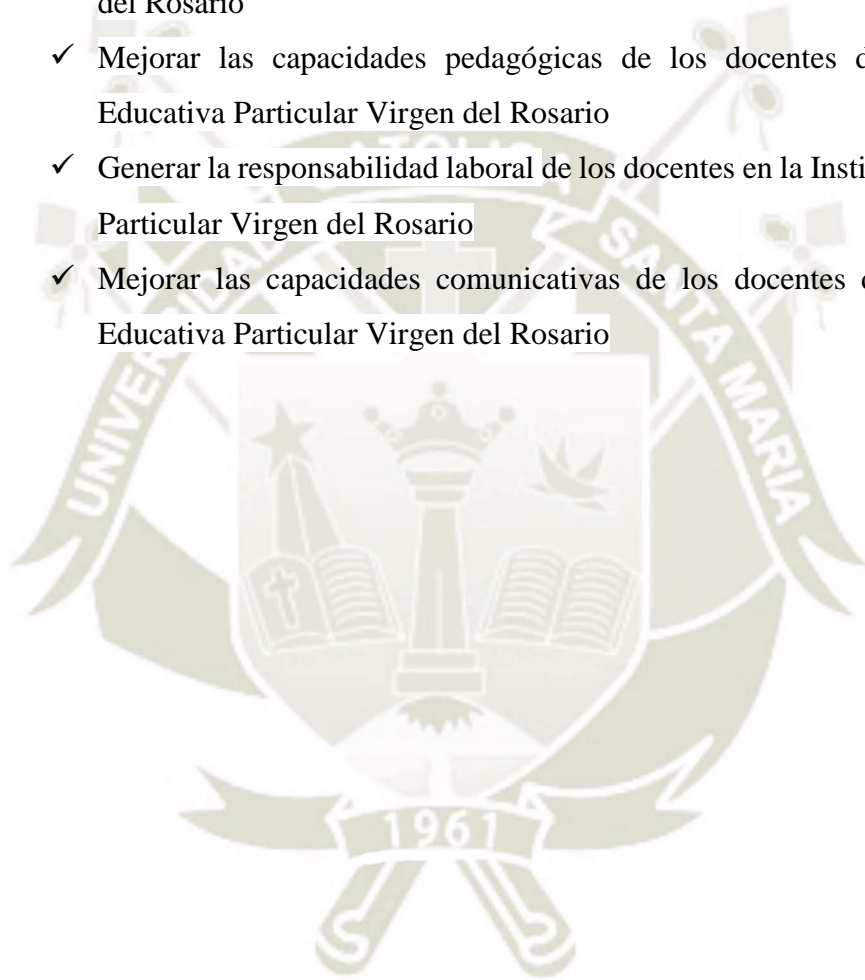 del Rosario
✓ Mejorar las capacidades pedagógicas de los docentes d
Educativa Particular Virgen del Rosario
✓ Generar la responsabilidad laboral de los docentes en la Insti
Particular Virgen del Rosario
✓ Mejorar las capacidades comunicativas de los docentes
Educativa Particular Virgen del Rosario
SANTA MARIA
1961